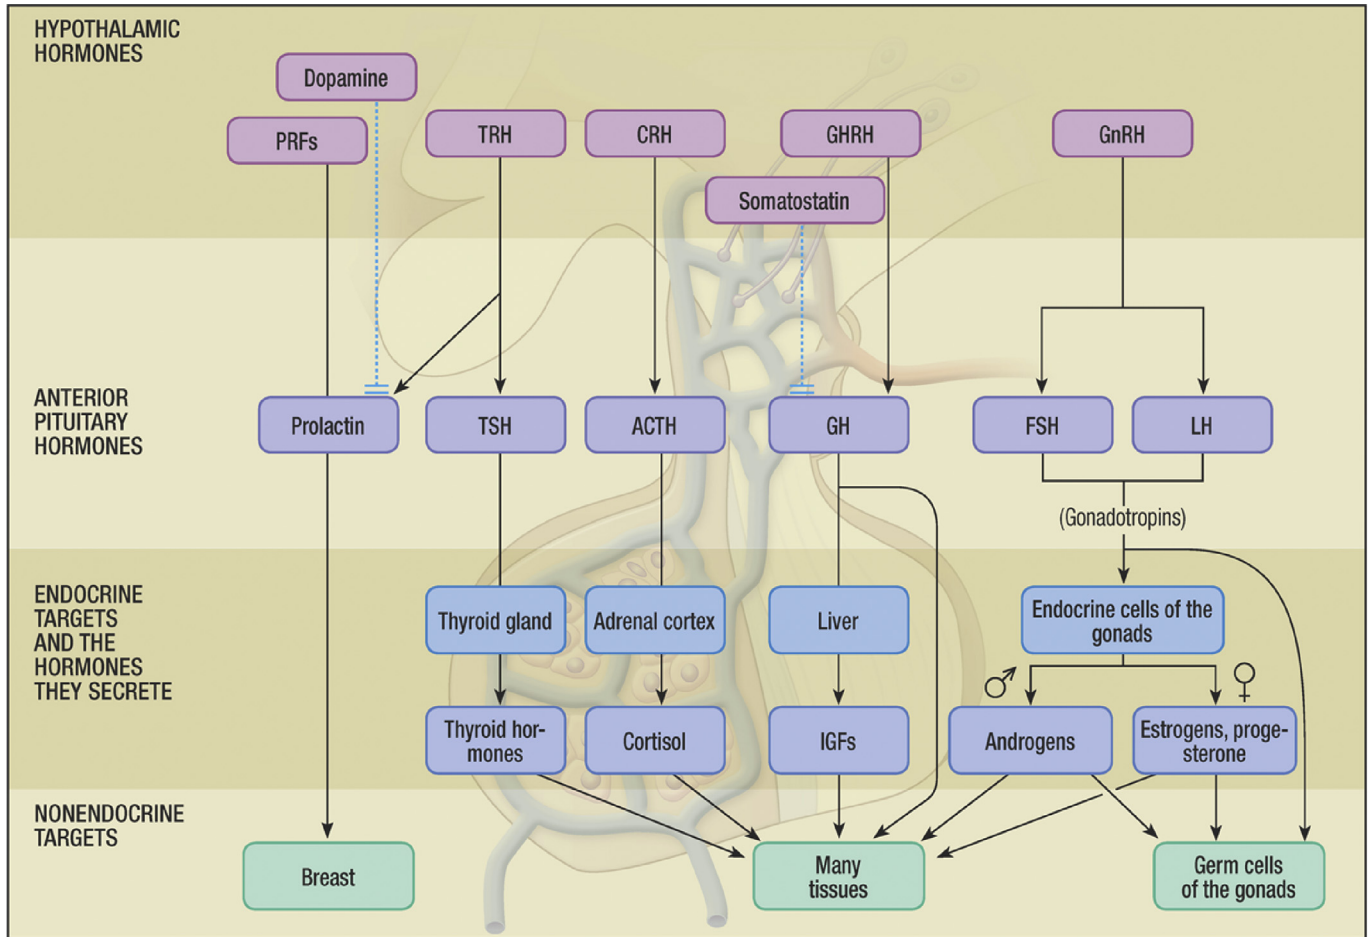 HYPOTHALAMIC
HORMONES
Dopamine
PRFs
TRH
CRH
GHRH
GnRH
Somatostatin
ANTERIOR
PITUITARY
HORMONES
Prolactin
TSH
ACTH
GH
FSH
LH
(Gonadotropins)
ENDOCRINE
TARGETS
AND THE
HORMONES
THEY SECRETE
Thyroid gland
Adrenal cortex
Liver
Endocrine cells of the
gonads
♂
♀
Thyroid hor-
mones
Cortisol
IGFs
Androgens
Estrogens, proge-
sterone
NONENDOCRINE
TARGETS
Breast
Many
tissues
Germ cells
of the gonads